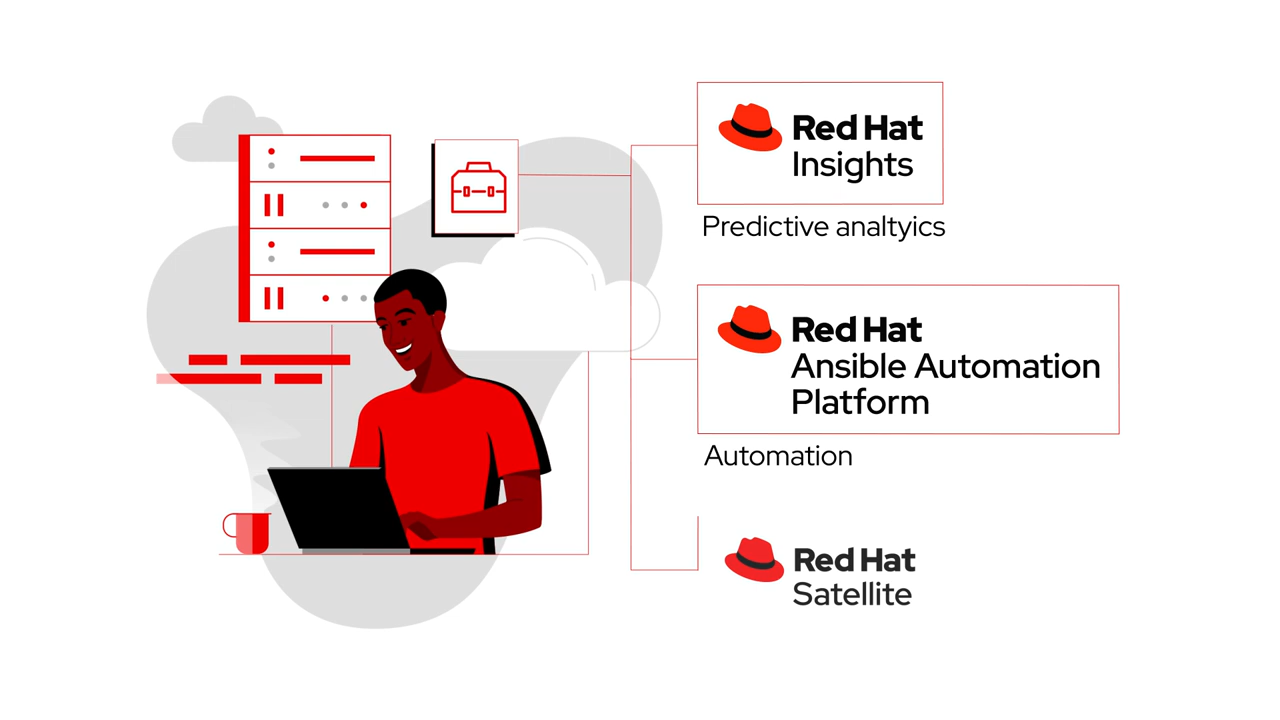 Red Hat
Insights
Predictive analtyics
Red Hat
Ansible Automation
Platform
Automation
Red Hat
Satellite